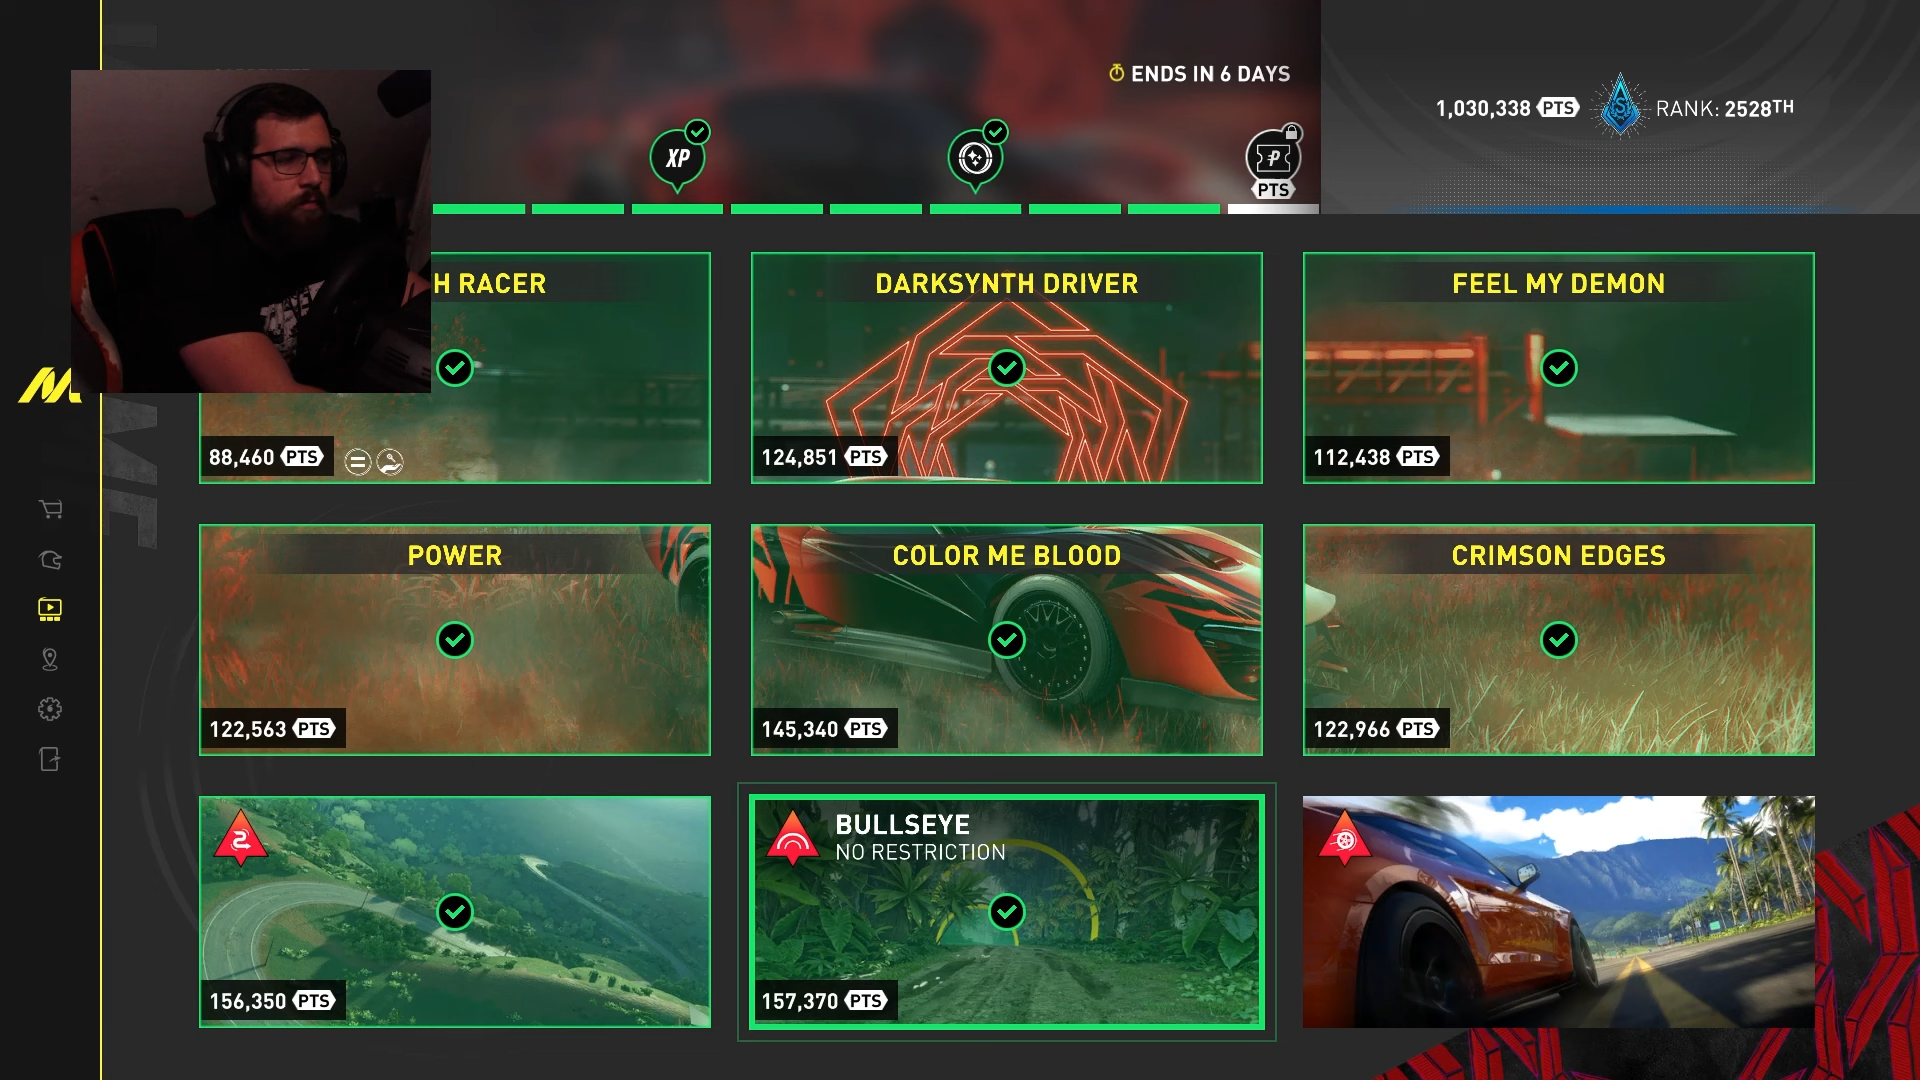 ENDS IN 6 DAYS
1,030,338 PTS
RANK: 2528TH
XP
PTS
H RACER
88,460 PTS
DARKSYNTH DRIVER
124,851 PTS
FEEL MY DEMON
112,438 PTS
POWER
122,563 PTS
COLOR ME BLOOD
145,340 PTS
CRIMSON EDGES
122,966 PTS
156,350 PTS
BULLSEYE
NO RESTRICTION
157,370 PTS